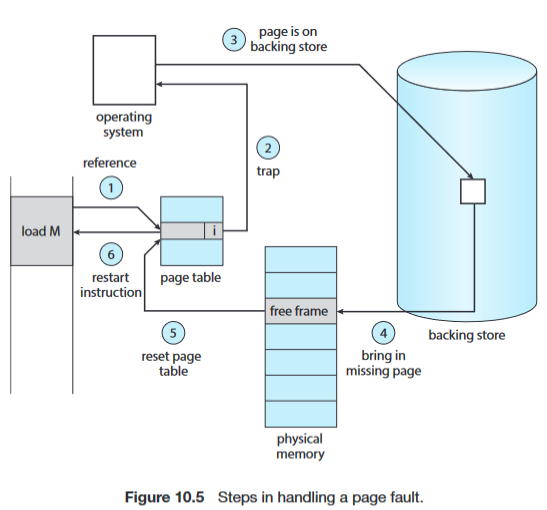 3
page is on
backing store
operating
system
2
trap
reference
1
load M
i
6
restart
instruction
page table
free frame
5
reset page
table
4
bring in
missing page
backing store
physical
memory
Figure 10.5 Steps in handling a page fault.